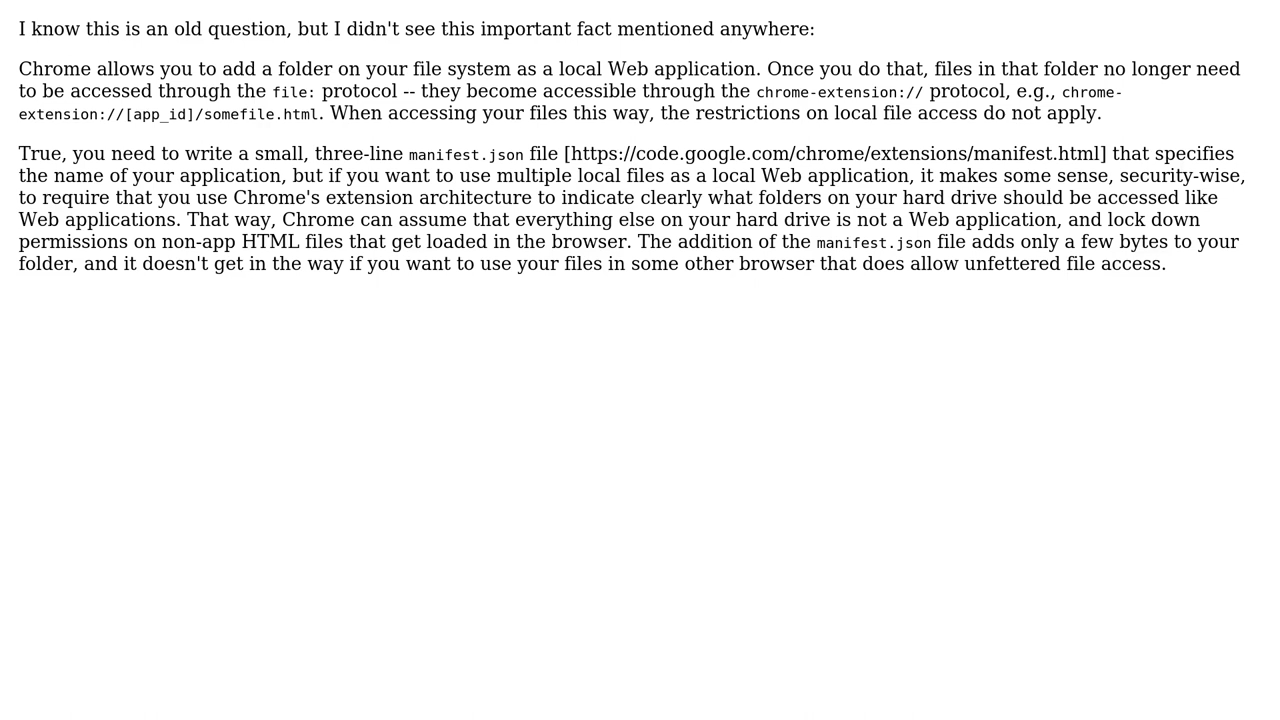 I know this is an old question, but I didn't see this important fact mentioned anywhere:
Chrome allows you to add a folder on your file system as a local Web application. Once you do that, files in that folder no longer need
to be accessed through the file: protocol -- they become accessible through the chrome-extension:// protocol, e.g., chrome-
extension://[app_id]/somefile.html. When accessing your files this way, the restrictions on local file access do not apply.
True, you need to write a small, three-line manifest.json file [https://code.google.com/chrome/extensions/manifest.html] that specifies
the name of your application, but if you want to use multiple local files as a local Web application, it makes some sense, security-wise,
to require that you use Chrome's extension architecture to indicate clearly what folders on your hard drive should be accessed like
Web applications. That way, Chrome can assume that everything else on your hard drive is not a Web application, and lock down
permissions on non-app HTML files that get loaded in the browser. The addition of the manifest.json file adds only a few bytes to your
folder, and it doesn't get in the way if you want to use your files in some other browser that does allow unfettered file access.